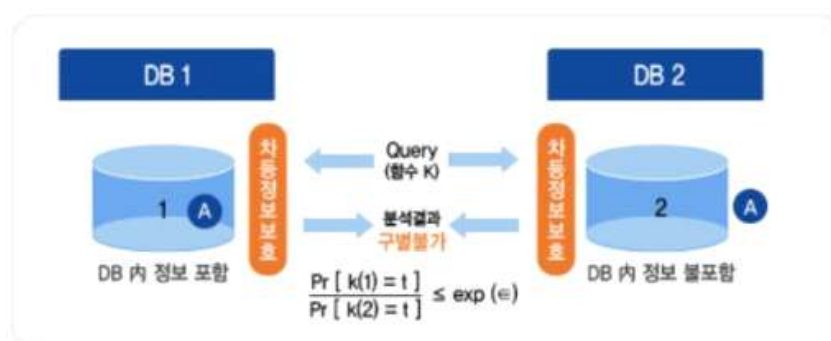 DB 1
DB 2
차등정보보호
Query
(함수 K)
차등정보보호
1
A
2
A
분석결과
구별불가
DB 內 정보 포함
DB 內 정보 불포함
Pr [ k(1) = t ]
Pr [ k(2) = t ]
≤ exp (∈)